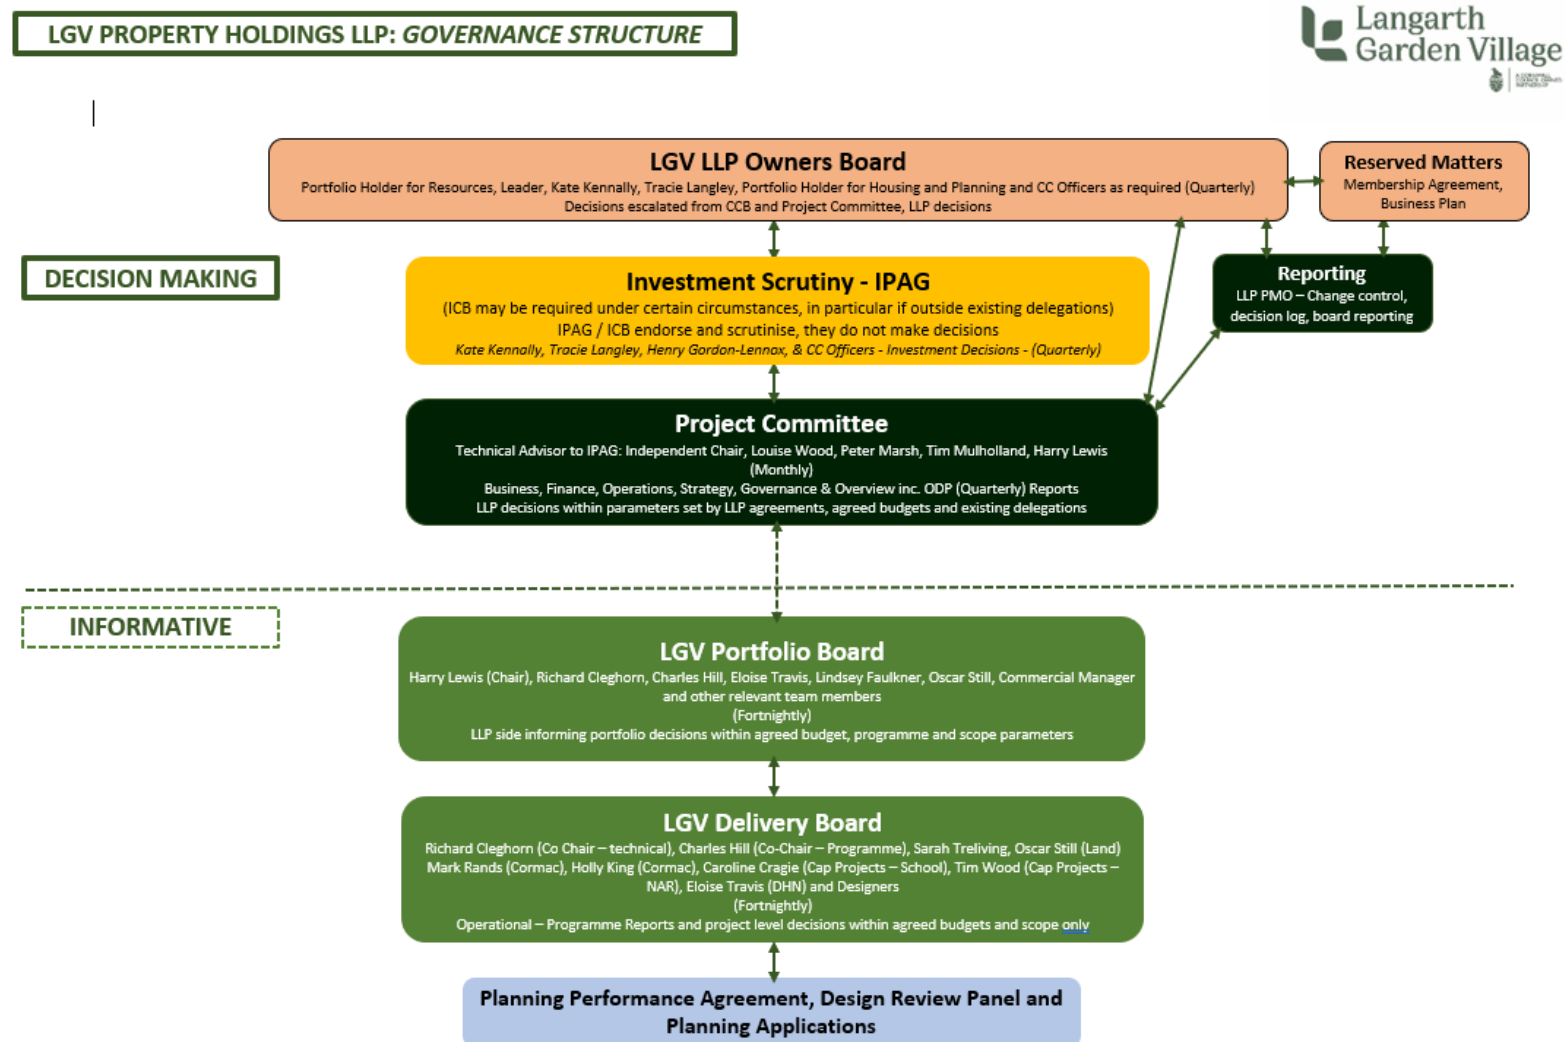 LGV PROPERTY HOLDINGS LLP: GOVERNANCE STRUCTURE
Langarth
Garden Village
A CORNWALL
COUNCIL OWNED
PARTNERSHIP
LGV LLP Owners Board
Portfolio Holder for Resources, Leader, Kate Kennally, Tracie Langley, Portfolio Holder for Housing and Planning and CC Officers as required (Quarterly)
Decisions escalated from CCB and Project Committee, LLP decisions
Reserved Matters
Membership Agreement,
Business Plan
DECISION MAKING
Investment Scrutiny - IPAG
(ICB may be required under certain circumstances, in particular if outside existing delegations)
IPAG / ICB endorse and scrutinise, they do not make decisions
Kate Kennally, Tracie Langley, Henry Gordon-Lennox, & CC Officers - Investment Decisions - (Quarterly)
Reporting
LLP PMO – Change control,
decision log, board reporting
Project Committee
Technical Advisor to IPAG: Independent Chair, Louise Wood, Peter Marsh, Tim Mulholland, Harry Lewis
(Monthly)
Business, Finance, Operations, Strategy, Governance & Overview inc. ODP (Quarterly) Reports
LLP decisions within parameters set by LLP agreements, agreed budgets and existing delegations
INFORMATIVE
LGV Portfolio Board
Harry Lewis (Chair), Richard Cleghorn, Charles Hill, Eloise Travis, Lindsey Faulkner, Oscar Still, Commercial Manager
and other relevant team members
(Fortnightly)
LLP side informing portfolio decisions within agreed budget, programme and scope parameters
LGV Delivery Board
Richard Cleghorn (Co Chair – technical), Charles Hill (Co-Chair – Programme), Sarah Treliving, Oscar Still (Land)
Mark Rands (Cormac), Holly King (Cormac), Caroline Cragie (Cap Projects – School), Tim Wood (Cap Projects –
NAR), Eloise Travis (DHN) and Designers
(Fortnightly)
Operational – Programme Reports and project level decisions within agreed budgets and scope only
Planning Performance Agreement, Design Review Panel and
Planning Applications